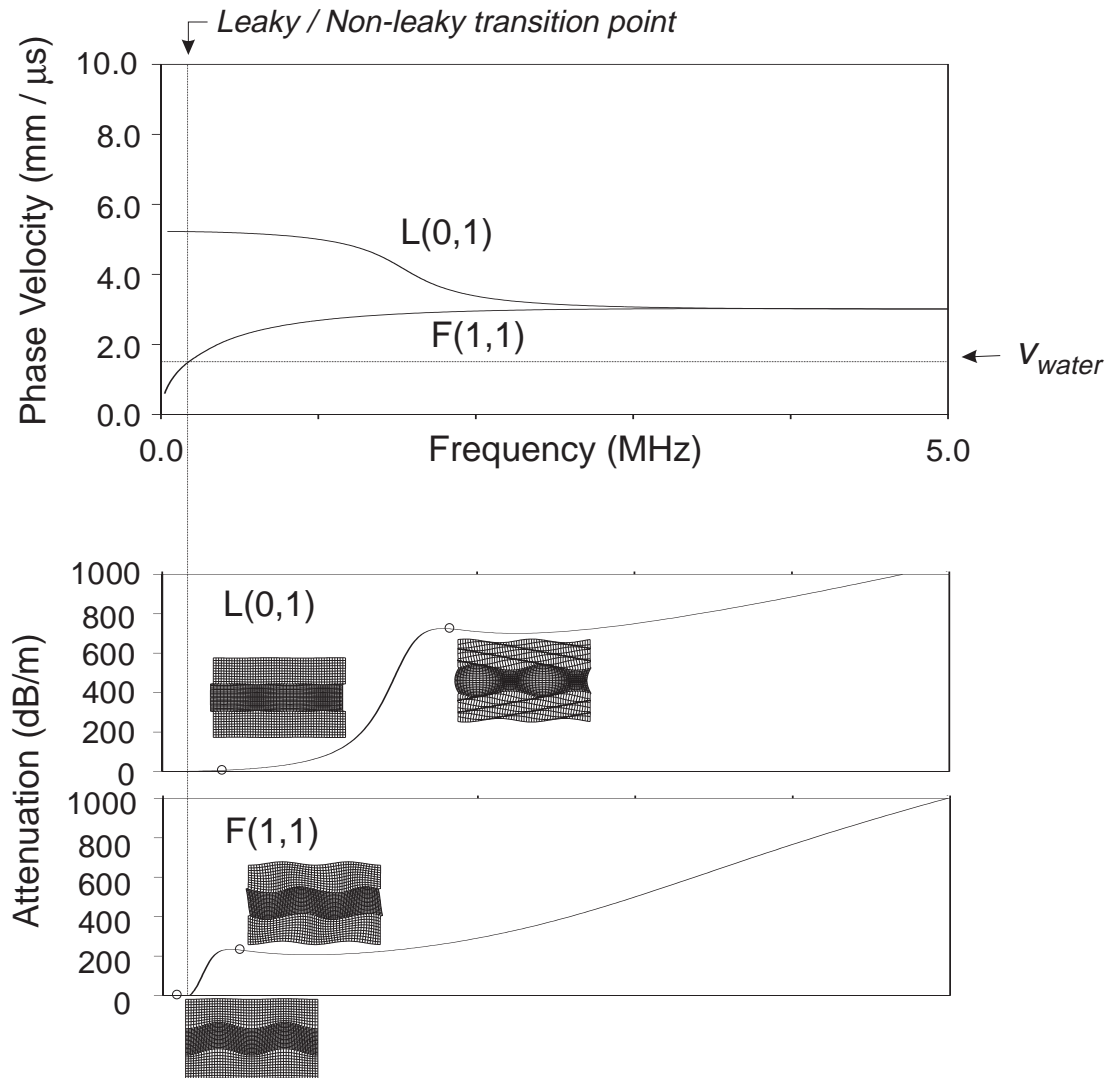 Leaky / Non-leaky transition point
Phase Velocity (mm / μs)
10.0
8.0
6.0
4.0
2.0
0.0
L(0,1)
F(1,1)
v_water
0.0
Frequency (MHz)
5.0
Attenuation (dB/m)
1000
800
600
400
200
0
L(0,1)
1000
800
600
400
200
0
F(1,1)